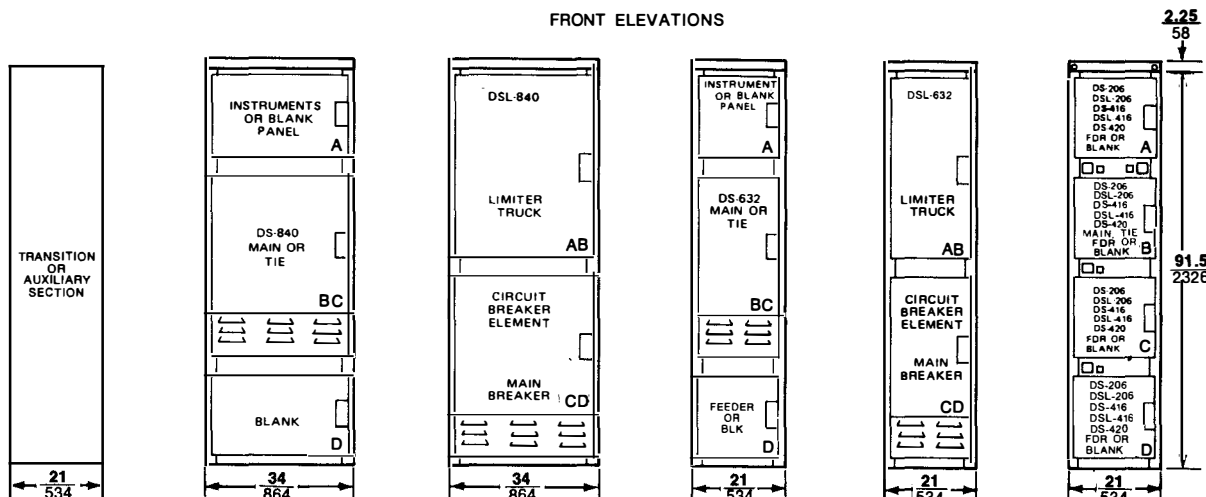 FRONT ELEVATIONS
2.25
58
TRANSITION
OR
AUXILIARY
SECTION
21
534
INSTRUMENTS
OR BLANK
PANEL
A
DS-840
MAIN OR
TIE
BC
BLANK
D
34
864
DSL-840
LIMITER
TRUCK
AB
CIRCUIT
BREAKER
ELEMENT
MAIN
BREAKER
CD
34
864
INSTRUMENT
OR BLANK
PANEL
A
DS-632
MAIN OR
TIE
BC
FEEDER
OR
BLK
D
21
534
DSL-632
LIMITER
TRUCK
AB
CIRCUIT
BREAKER
ELEMENT
MAIN
BREAKER
CD
21
534
DS-206
DSL-206
DS-416
DSL-416
DS-420
FDR OR
BLANK
A
DS-206
DSL-206
DS-416
DSL-416
DS-420
MAIN, TIE
FDR OR
BLANK
B
DS-206
DSL-206
DS-416
DSL-416
DS-420
FDR OR
BLANK
C
DS-206
DSL-206
DS-416
DSL-416
DS-420
FDR OR
BLANK
D
21
534
91.5
2326